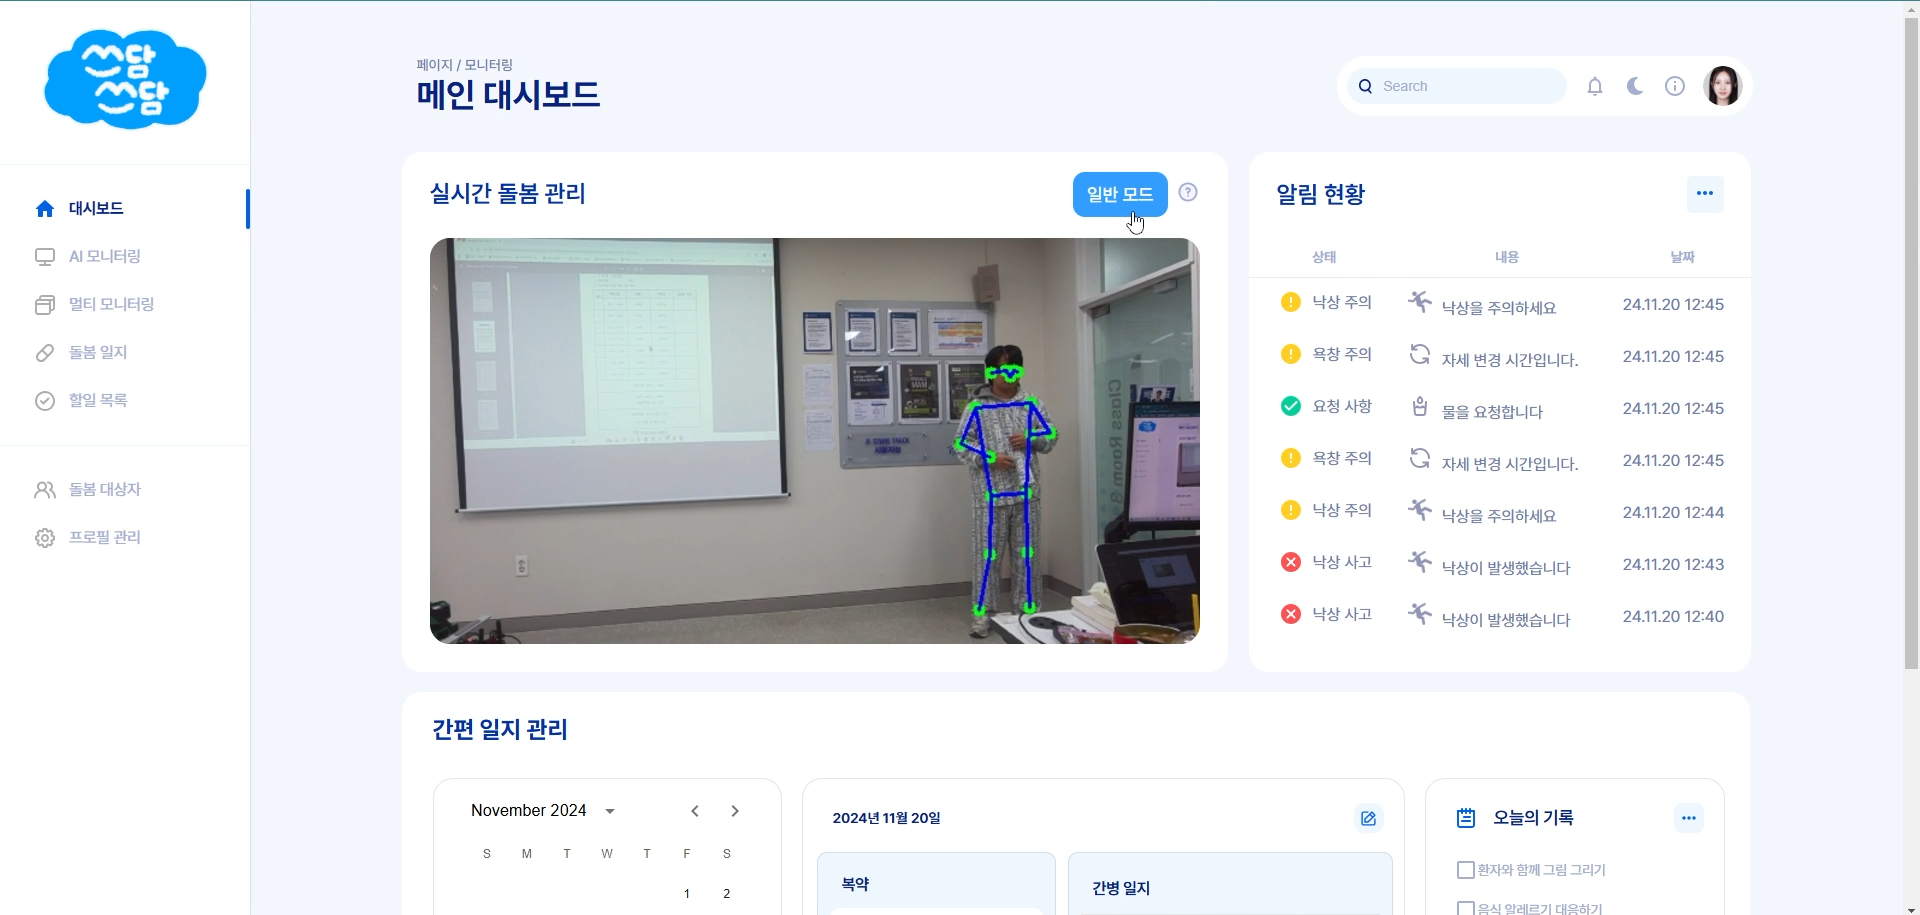 쓰담
쓰담
대시보드
AI 모니터링
멀티 모니터링
돌봄 일지
할일 목록
돌봄 대상자
프로필 관리
페이지 / 모니터링
메인 대시보드
Search
실시간 돌봄 관리
일반 모드
Class Room
알림 현황
상태 내용 날짜
낙상 주의 낙상을 주의하세요 24.11.20 12:45
욕창 주의 자세 변경 시간입니다. 24.11.20 12:45
요청 사항 물을 요청합니다 24.11.20 12:45
욕창 주의 자세 변경 시간입니다. 24.11.20 12:45
낙상 주의 낙상을 주의하세요 24.11.20 12:44
낙상 사고 낙상이 발생했습니다 24.11.20 12:43
낙상 사고 낙상이 발생했습니다 24.11.20 12:40
간편 일지 관리
November 2024
S M T W T F S
1 2
2024년 11월 20일
복약
간병 일지
오늘의 기록
환자와 함께 그림 그리기
음식 알레르기 대응하기